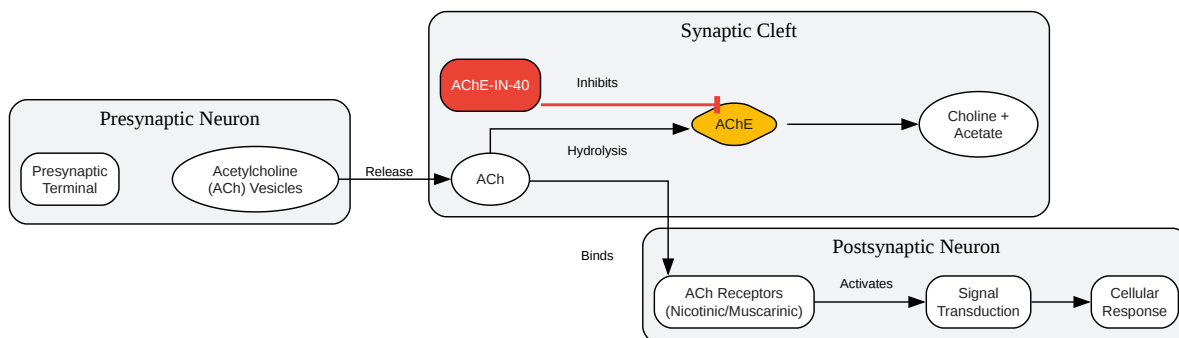 Presynaptic Neuron
Presynaptic
Terminal
Acetylcholine
(ACh) Vesicles
Release
Synaptic Cleft
AChE-IN-40
Inhibits
AChE
Choline +
Acetate
Hydrolysis
ACh
Binds
Postsynaptic Neuron
ACh Receptors
(Nicotinic/Muscarinic)
Activates
Signal
Transduction
Cellular
Response